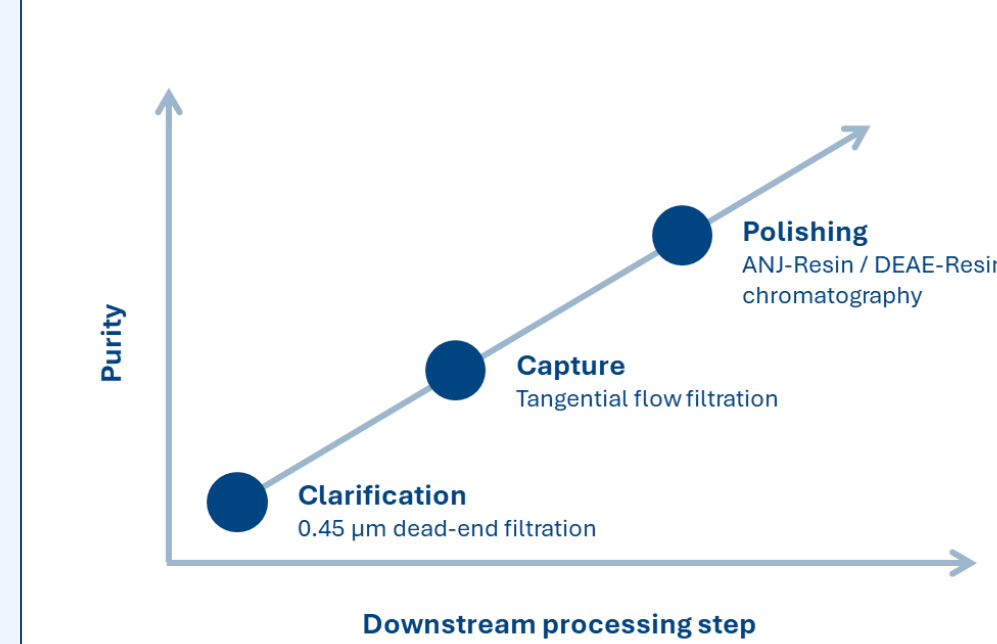 Polishing
ANJ-Resin / DEAE-Resin
chromatography
Purity
Capture
Tangential flow filtration
Clarification
0.45 µm dead-end filtration
Downstream processing step